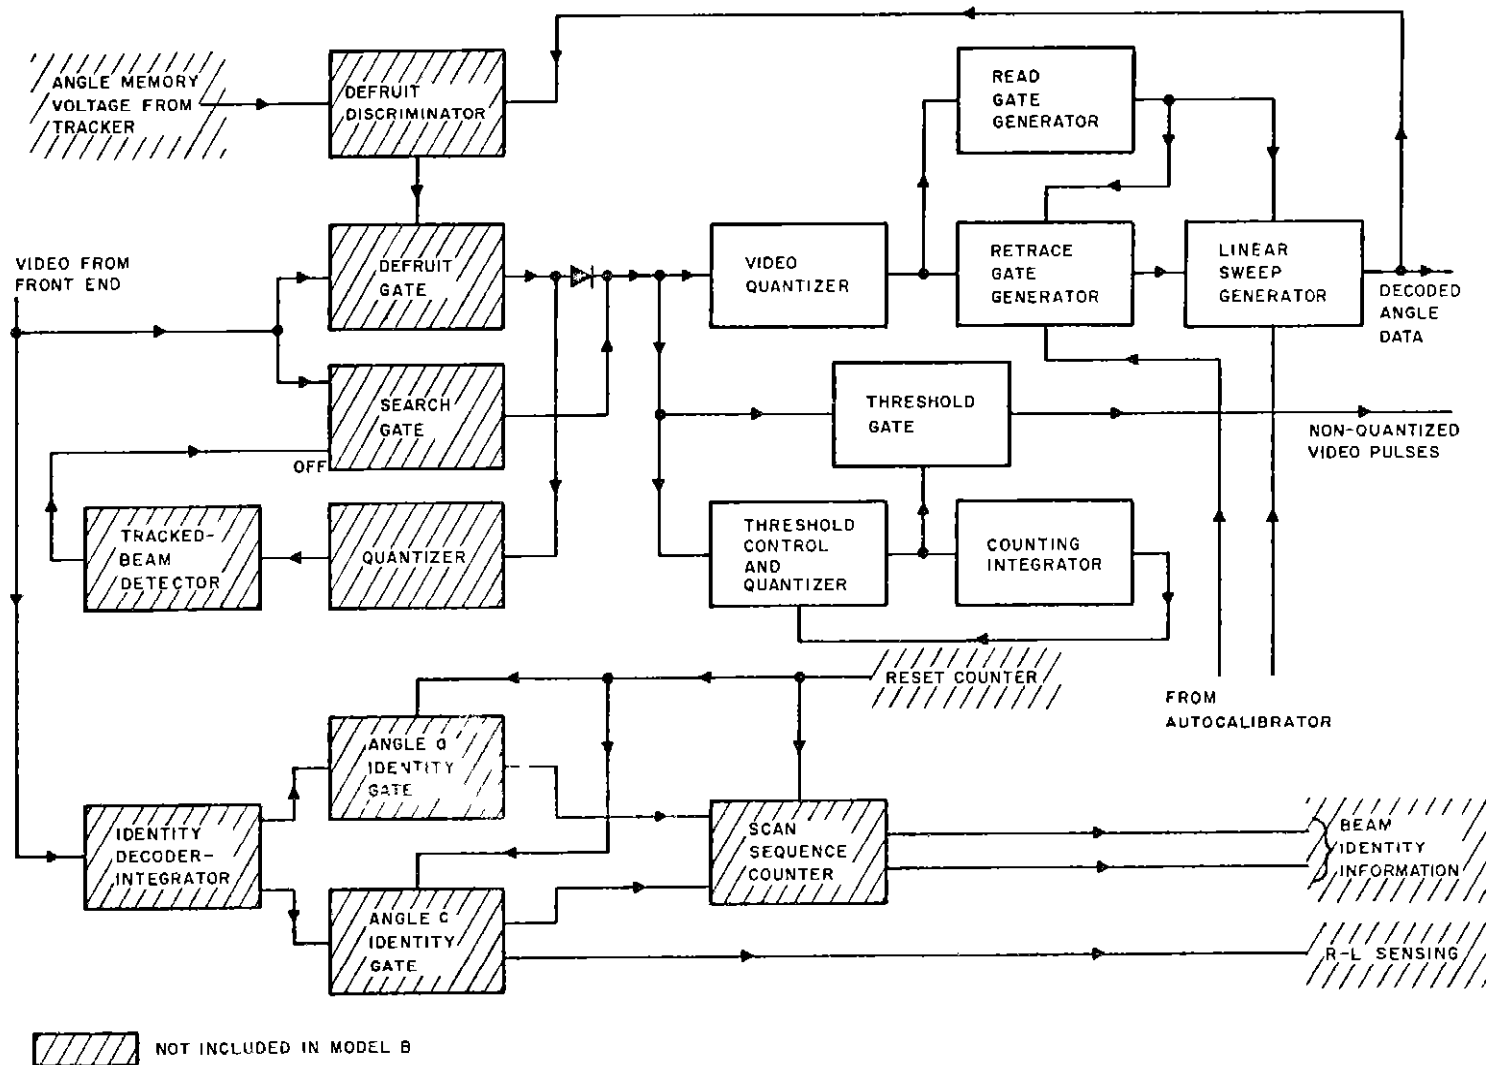 ANGLE MEMORY
VOLTAGE FROM
TRACKER
DEFRUIT
DISCRIMINATOR
READ
GATE
GENERATOR
VIDEO FROM
FRONT END
DEFRUIT
GATE
VIDEO
QUANTIZER
RETRACE
GATE
GENERATOR
LINEAR
SWEEP
GENERATOR
DECODED
ANGLE
DATA
SEARCH
GATE
OFF
THRESHOLD
GATE
NON-QUANTIZED
VIDEO PULSES
TRACKED-
BEAM
DETECTOR
QUANTIZER
THRESHOLD
CONTROL
AND
QUANTIZER
COUNTING
INTEGRATOR
RESET COUNTER
FROM
AUTOCALIBRATOR
ANGLE O
IDENTITY
GATE
IDENTITY
DECODER-
INTEGRATOR
SCAN
SEQUENCE
COUNTER
BEAM
IDENTITY
INFORMATION
ANGLE C
IDENTITY
GATE
R-L SENSING
NOT INCLUDED IN MODEL B